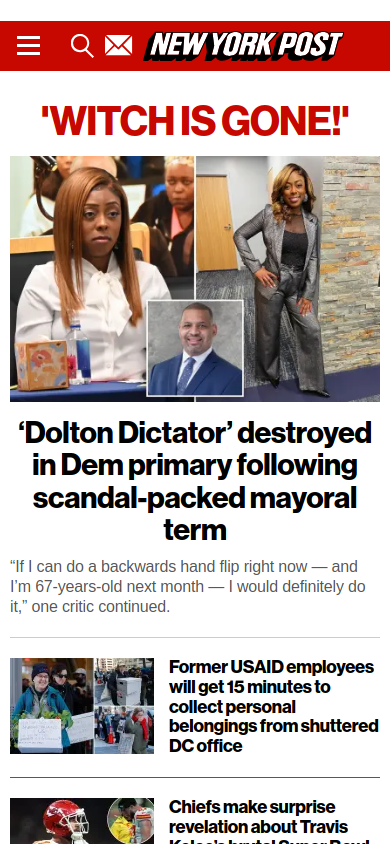 NEW YORK POST
'WITCH IS GONE!'
‘Dolton Dictator’ destroyed
in Dem primary following
scandal-packed mayoral
term
“If I can do a backwards hand flip right now — and
I’m 67-years-old next month — I would definitely do
it,” one critic continued.
Former USAID employees
will get 15 minutes to
collect personal
belongings from shuttered
DC office
Chiefs make surprise
revelation about Travis
Kelce’s brutal Super Bowl